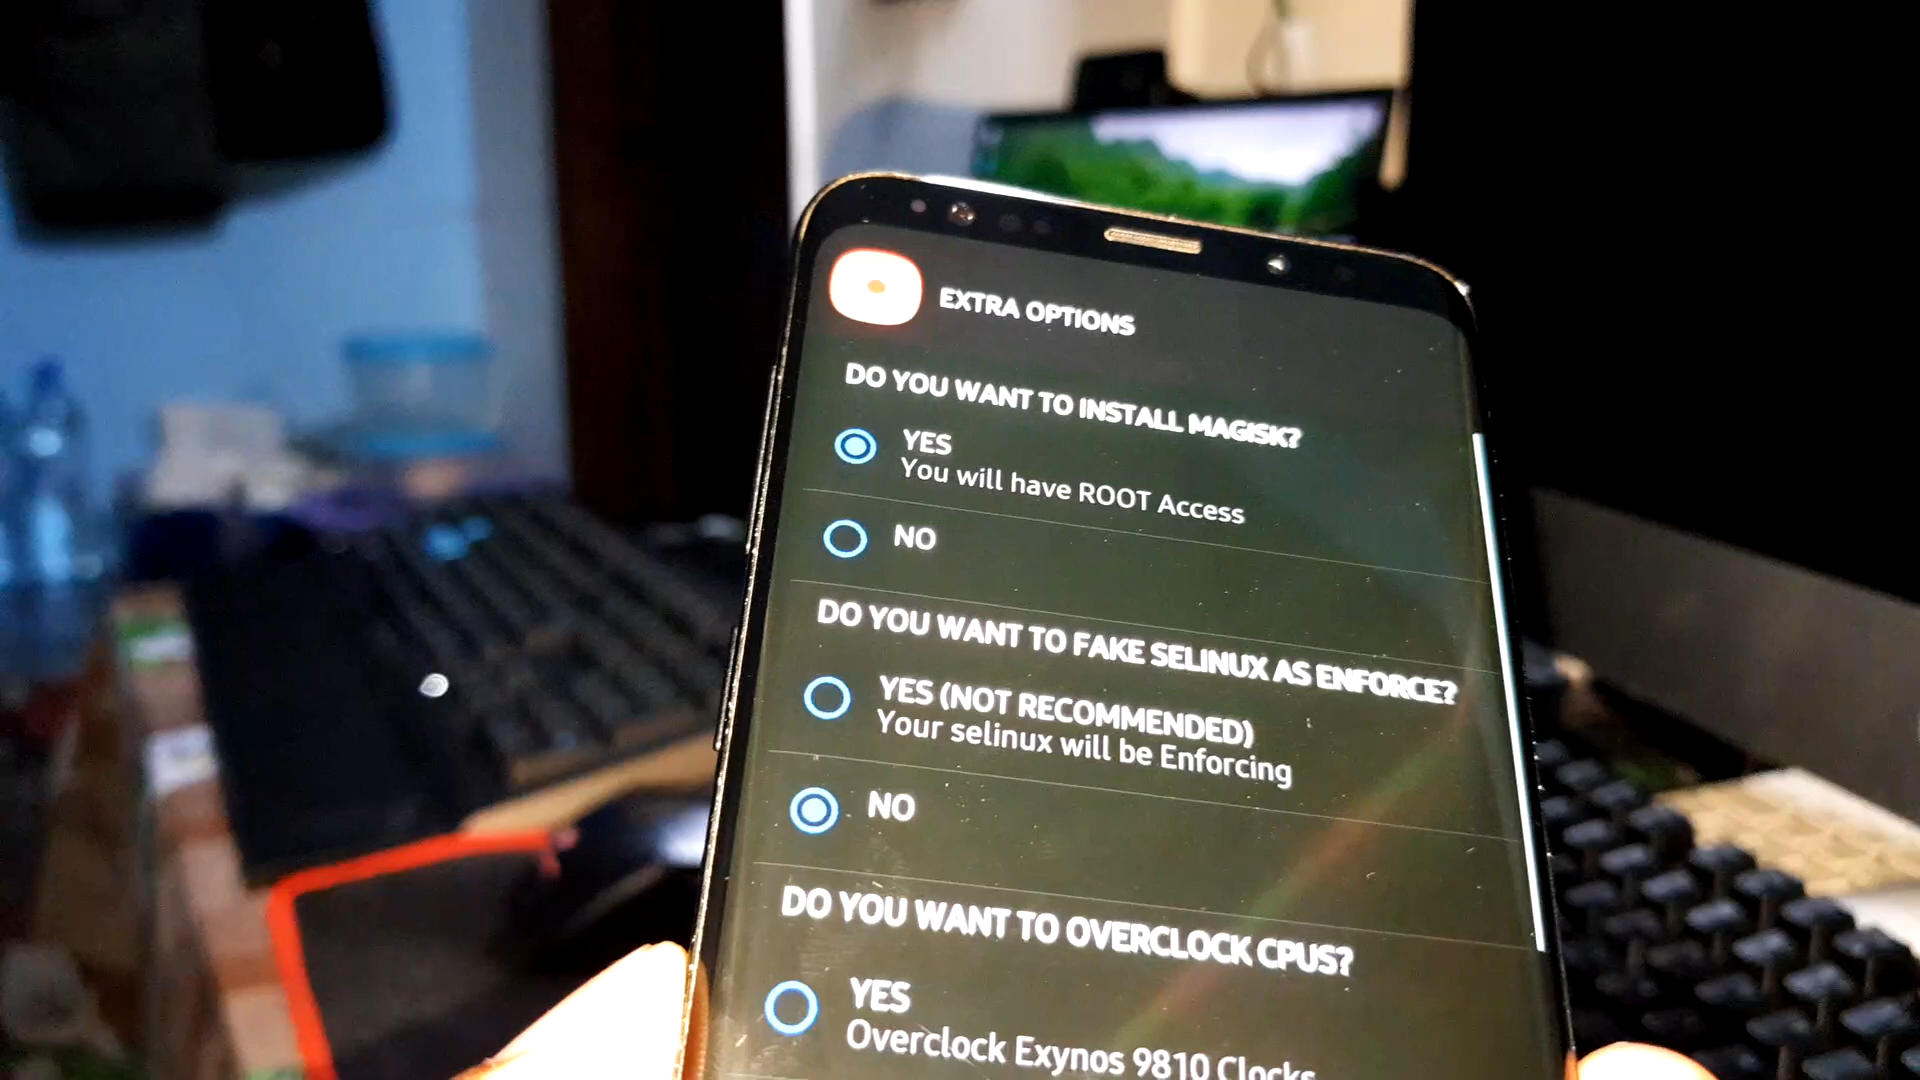 EXTRA OPTIONS
DO YOU WANT TO INSTALL MAGISK?
YES
You will have ROOT Access
NO
DO YOU WANT TO FAKE SELINUX AS ENFORCE?
YES (NOT RECOMMENDED)
Your selinux will be Enforcing
NO
DO YOU WANT TO OVERCLOCK CPUS?
YES
Overclock Exynos 9810 Clocks